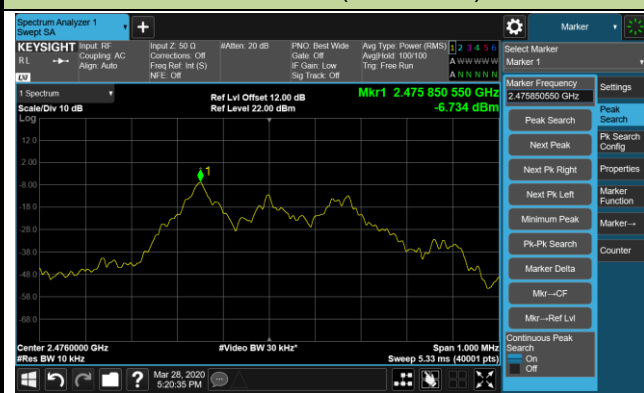 Spectrum Analyzer 1
Swept SA
Marker
KEYSIGHT
RL
Input: RF
Coupling: AC
Align: Auto
Input Z: 50 Ω
Corrections: Off
Freq Ref: Int (S)
NFE: Off
#Atten: 20 dB
PNO: Best Wide
Gate: Off
IF Gain: Low
Sig Track: Off
Avg Type: Power (RMS)
Avg|Hold: 100/100
Trig: Free Run
1 2 3 4 5 6
A W W W W W
A N N N N N
LXI
Select Marker
Marker 1
1 Spectrum
Scale/Div 10 dB
Log
Ref Lvl Offset 12.00 dB
Ref Level 22.00 dBm
Mkr1 2.475 850 550 GHz
-6.734 dBm
12.0
2.00
-8.00
-18.0
-28.0
-38.0
-48.0
-58.0
-68.0
1
Center 2.4760000 GHz
#Res BW 10 kHz
#Video BW 30 kHz*
Span 1.000 MHz
Sweep 5.33 ms (40001 pts)
Marker Frequency
2.475850550 GHz
Peak Search
Next Peak
Next Pk Right
Next Pk Left
Minimum Peak
Pk-Pk Search
Marker Delta
Mkr→CF
Mkr→Ref Lvl
Continuous Peak
Search
On
Off
Settings
Peak
Search
Pk Search
Config
Properties
Marker
Function
Marker→
Counter
Mar 28, 2020
5:20:35 PM